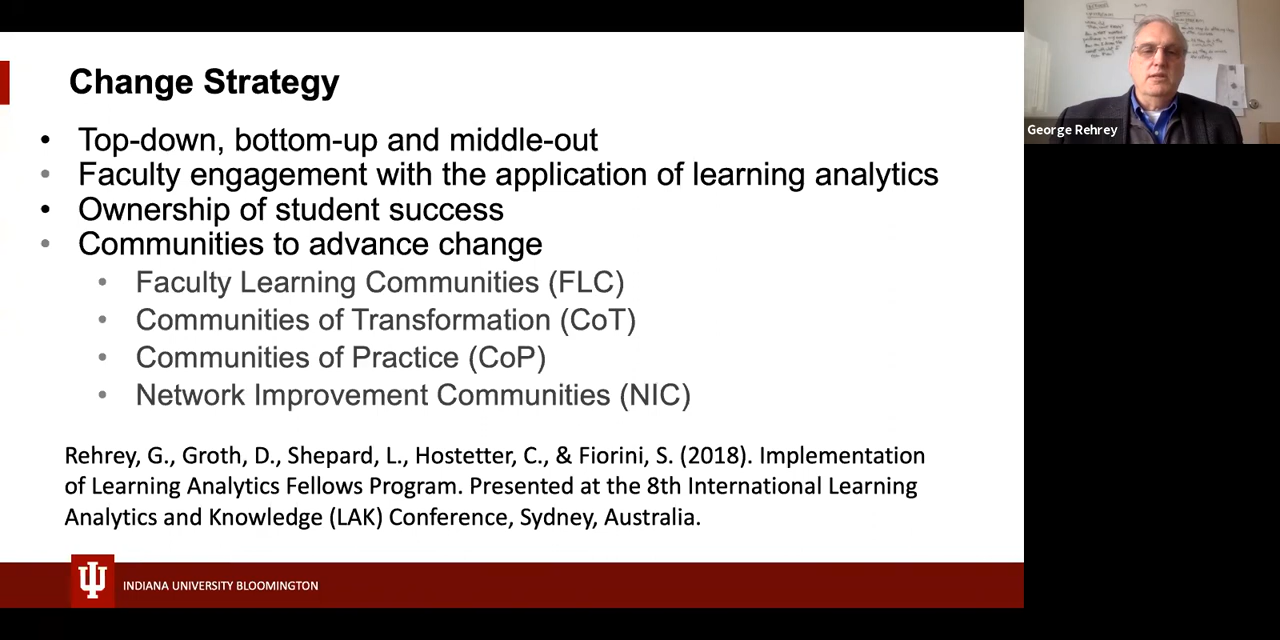 Change Strategy
• Top-down, bottom-up and middle-out
• Faculty engagement with the application of learning analytics
• Ownership of student success
• Communities to advance change
• Faculty Learning Communities (FLC)
• Communities of Transformation (CoT)
• Communities of Practice (CoP)
• Network Improvement Communities (NIC)
Rehrey, G., Groth, D., Shepard, L., Hostetter, C., & Fiorini, S. (2018). Implementation
of Learning Analytics Fellows Program. Presented at the 8th International Learning
Analytics and Knowledge (LAK) Conference, Sydney, Australia.
INDIANA UNIVERSITY BLOOMINGTON
George Rehrey